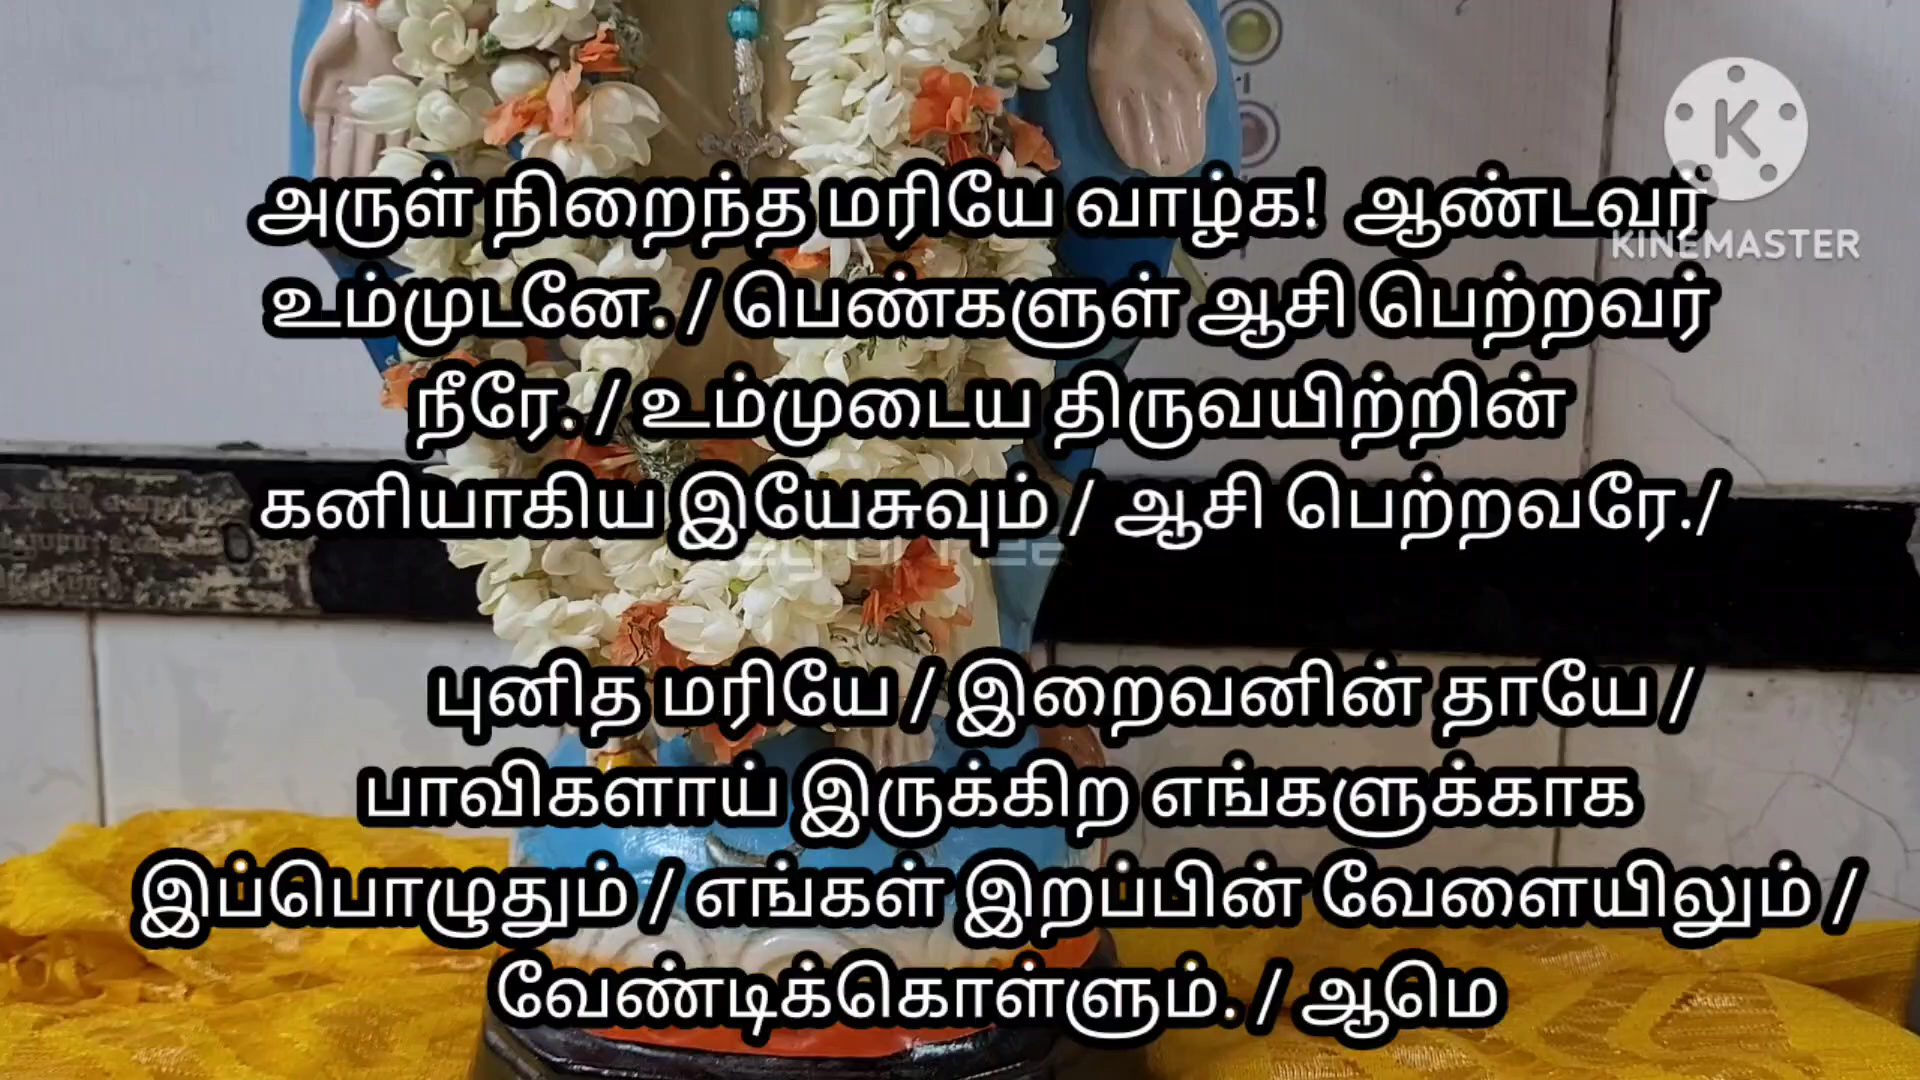 அருள் நிறைந்த மரியே வாழ்க! ஆண்டவர்
உம்முடனே. / பெண்களுள் ஆசி பெற்றவர்
நீரே. / உம்முடைய திருவயிற்றின்
கனியாகிய இயேசுவும் / ஆசி பெற்றவரே./
புனித மரியே / இறைவனின் தாயே /
பாவிகளாய் இருக்கிற எங்களுக்காக
இப்பொழுதும் / எங்கள் இறப்பின் வேளையிலும் /
வேண்டிக்கொள்ளும். / ஆமெ
K
KINEMASTER